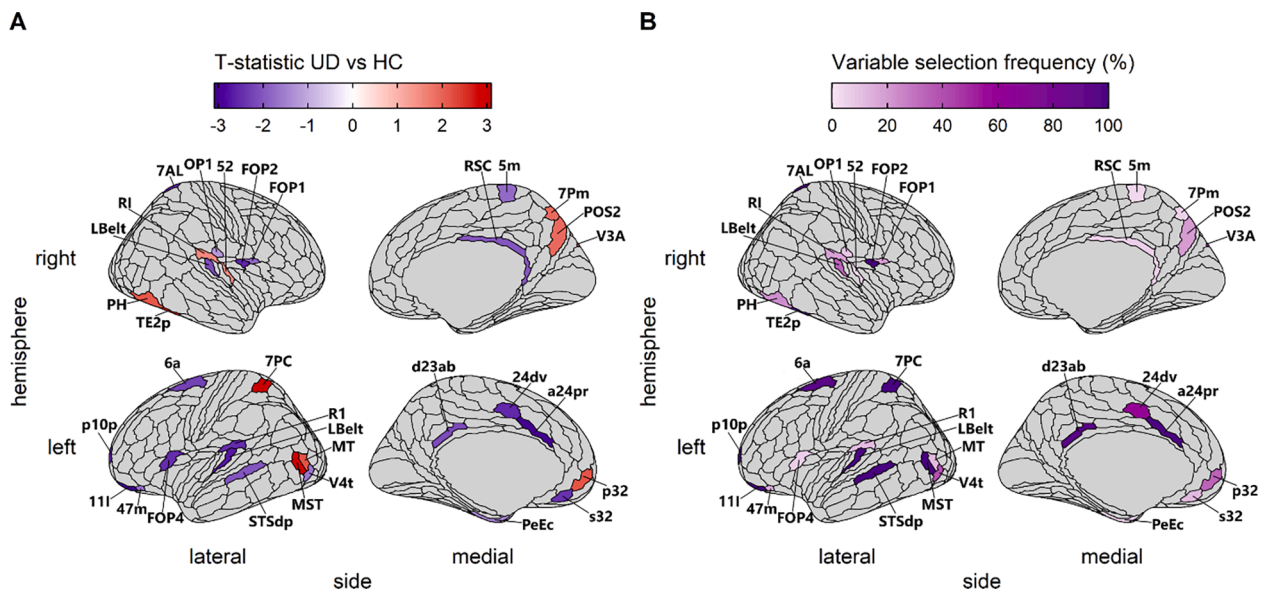 A
T-statistic UD vs HC
-3 -2 -1 0 1 2 3
hemisphere
right
7AL OP1 52 FOP2
FOP1
RI
LBelt
PH
TE2p
RSC 5m
7Pm
POS2
V3A
left
6a 7PC
p10p
R1
LBelt
MT
V4t
11l
47m
FOP4
STSdp
MST
d23ab
24dv
a24pr
p32
s32
PeEc
lateral medial
side
B
Variable selection frequency (%)
0 20 40 60 80 100
hemisphere
right
7AL OP1 52 FOP2
FOP1
RI
LBelt
PH
TE2p
RSC 5m
7Pm
POS2
V3A
left
6a 7PC
p10p
R1
LBelt
MT
V4t
11l
47m
FOP4
STSdp
MST
d23ab
24dv
a24pr
p32
s32
PeEc
lateral medial
side